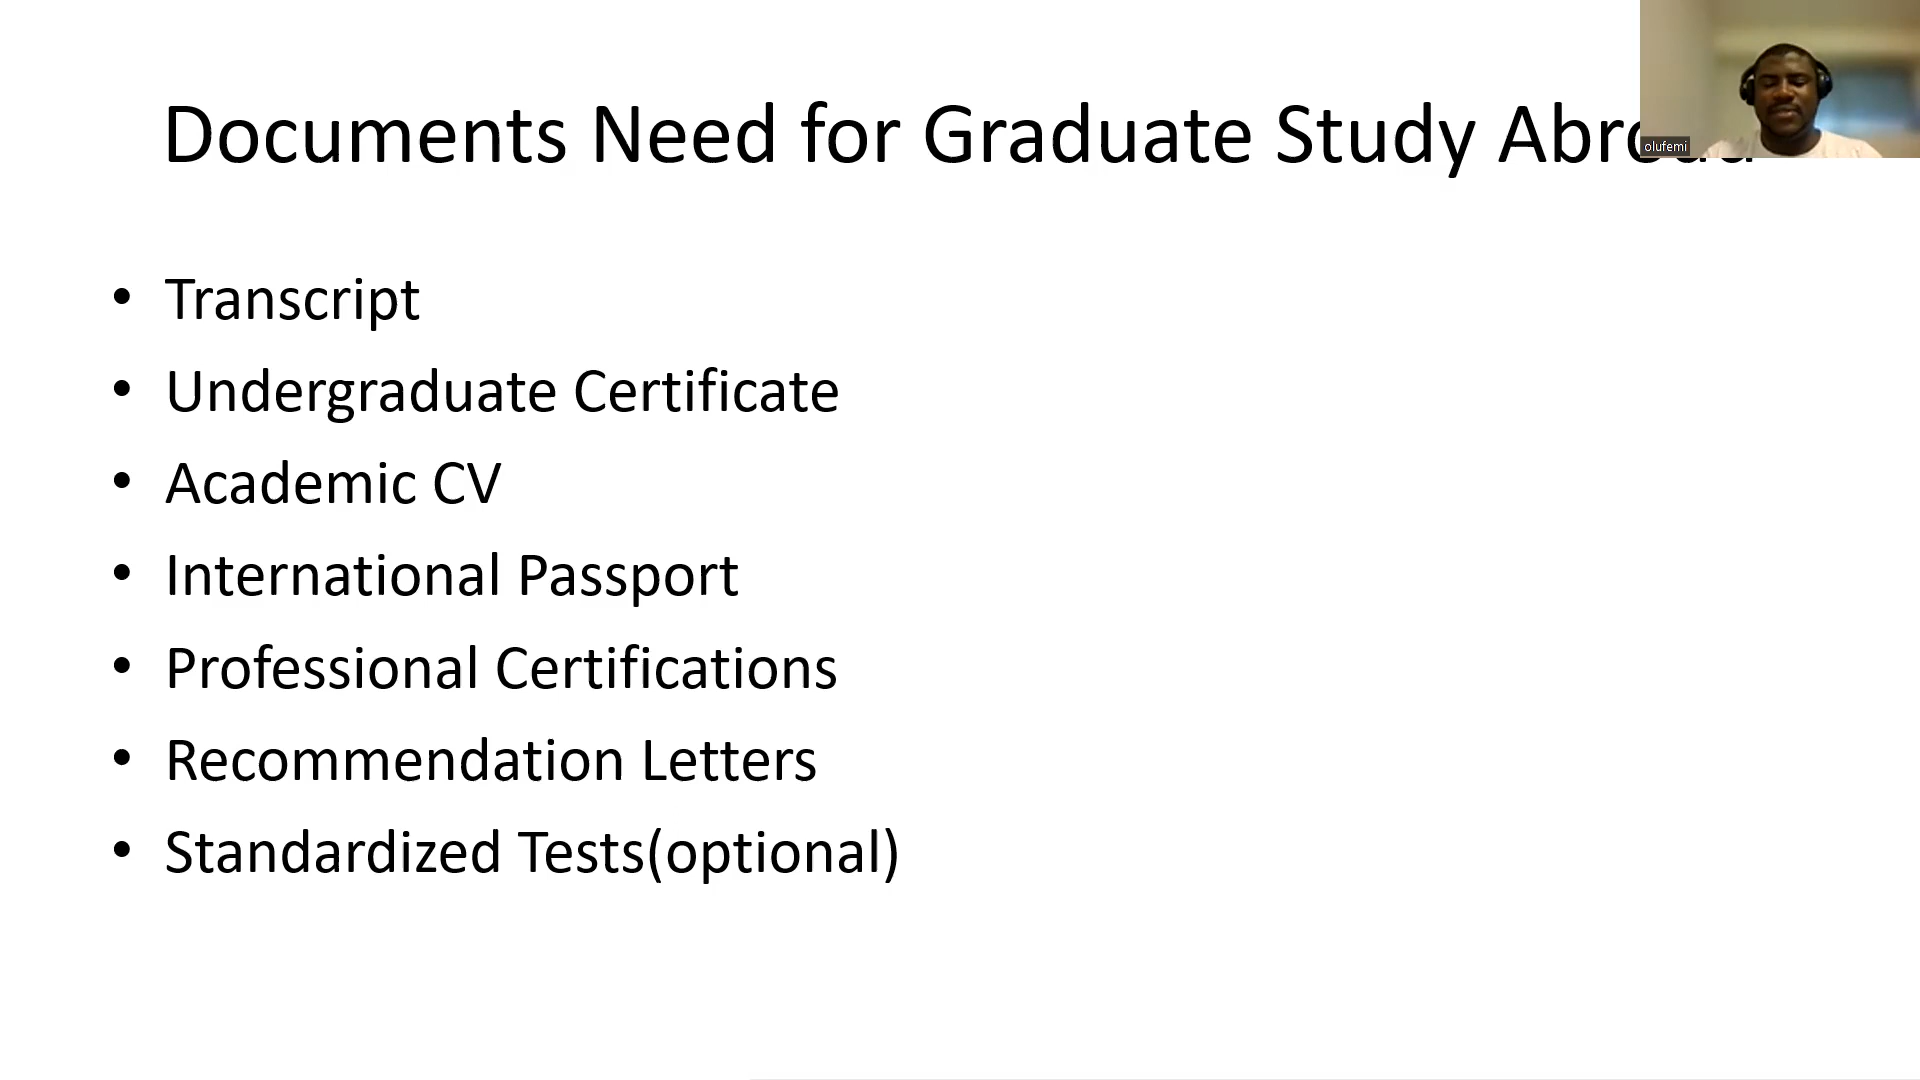 Documents Need for Graduate Study Abroad
olufemi
• Transcript
• Undergraduate Certificate
• Academic CV
• International Passport
• Professional Certifications
• Recommendation Letters
• Standardized Tests(optional)